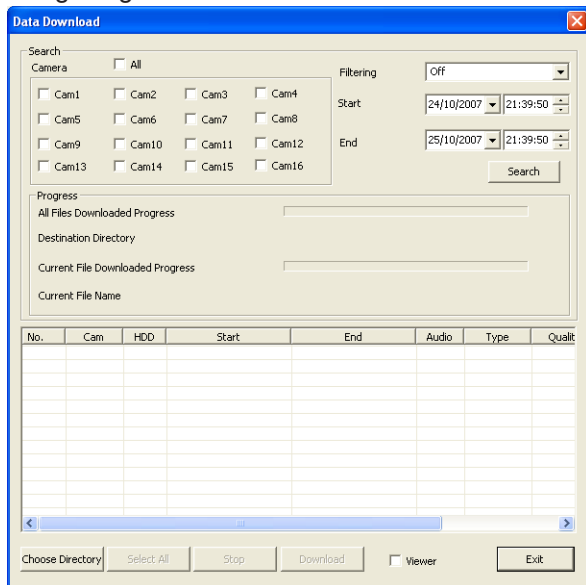 Data Download
Search
Camera All
Cam1 Cam2 Cam3 Cam4
Cam5 Cam6 Cam7 Cam8
Cam9 Cam10 Cam11 Cam12
Cam13 Cam14 Cam15 Cam16
Filtering Off
Start 24/10/2007 21:39:50
End 25/10/2007 21:39:50
Search
Progress
All Files Downloaded Progress
Destination Directory
Current File Downloaded Progress
Current File Name
No. Cam HDD Start End Audio Type Qualit
Choose Directory Select All Stop Download Viewer Exit